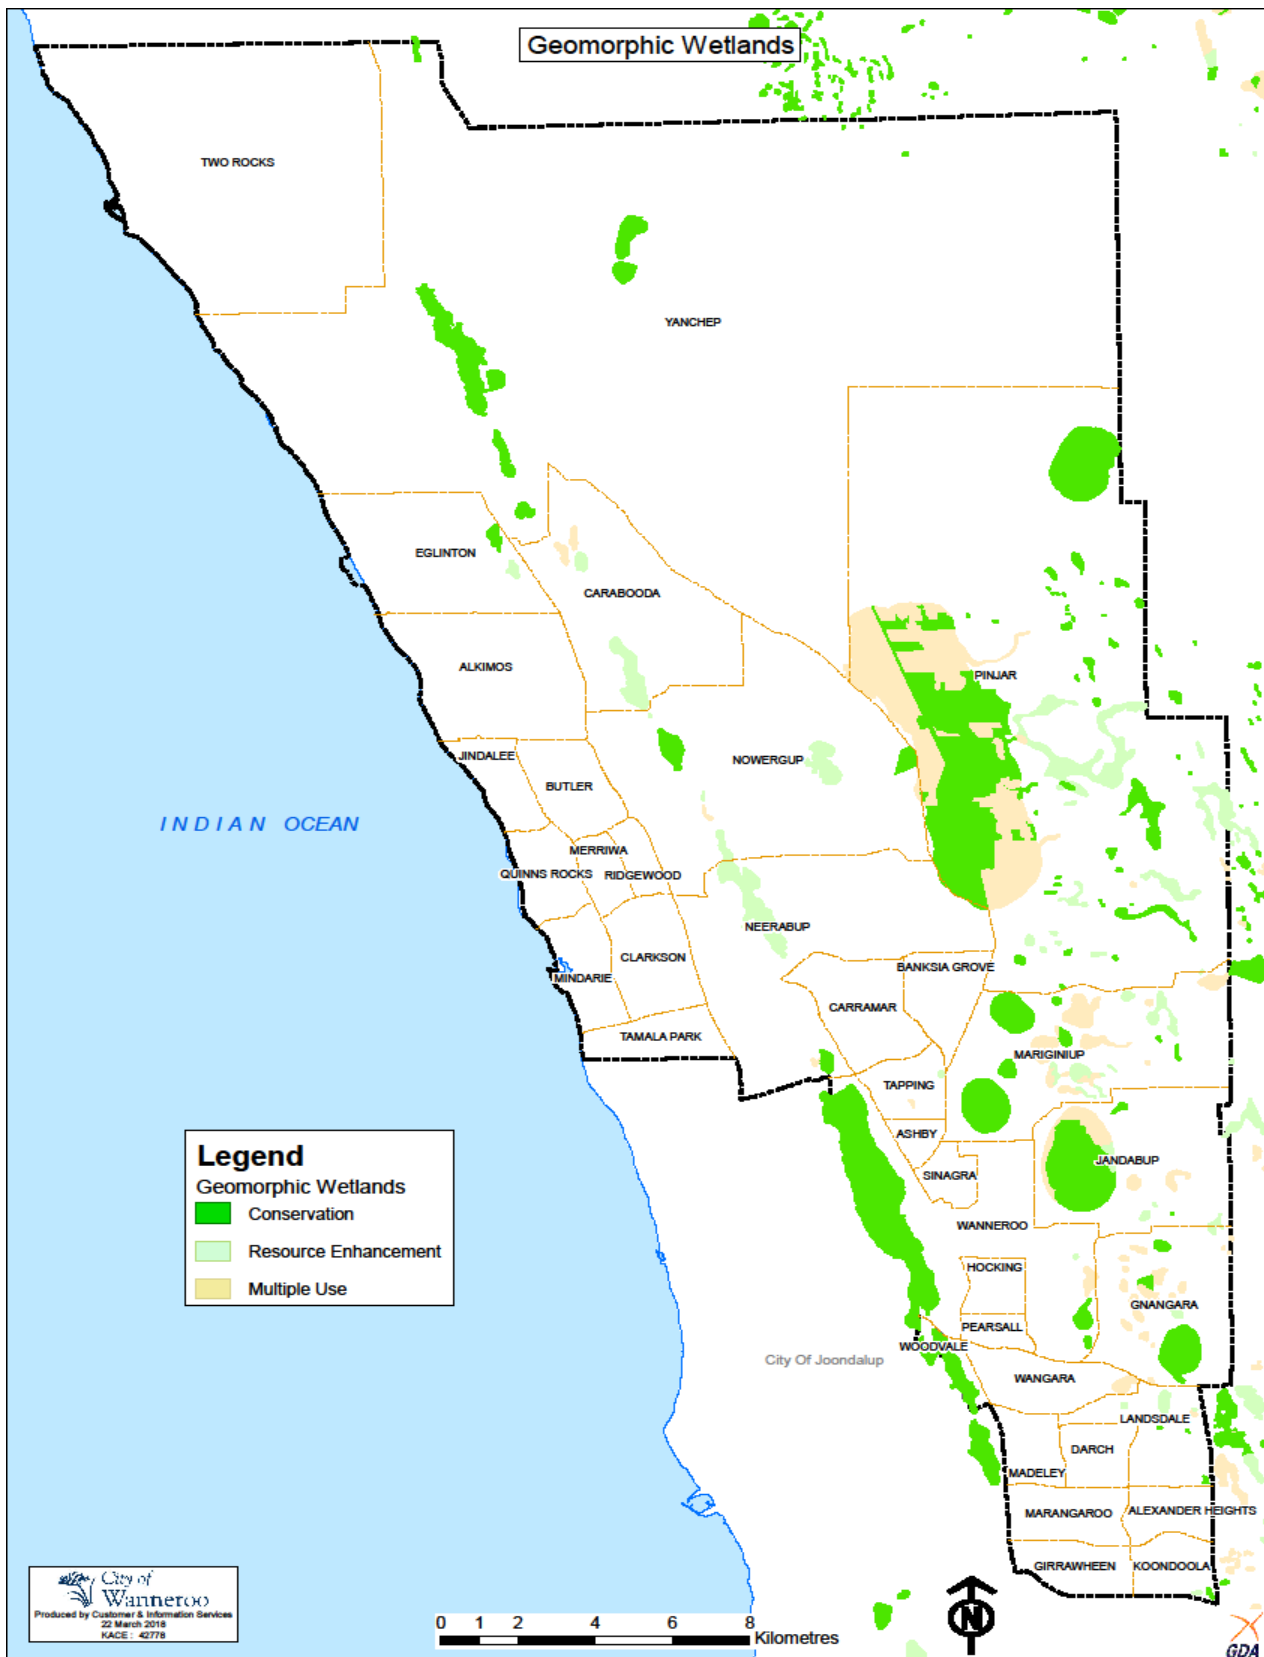 Geomorphic Wetlands
TWO ROCKS
YANCHEP
EGLINTON
CARABOODA
ALKIMOS
PINJAR
JINDALEE
NOWERGUP
BUTLER
INDIAN OCEAN
MERRIWA
QUINNS ROCKS
RIDGEWOOD
NEERABUP
CLARKSON
BANKSIA GROVE
MINDARIE
CARRAMAR
TAMALA PARK
MARIGINIUP
TAPPING
ASHBY
JANDABUP
SINAGRA
WANNEROO
HOCKING
GNANGARA
PEARSALL
WOODVALE
City Of Joondalup
WANGARA
LANDSDALE
DARCH
MADELEY
MARANGAROO
ALEXANDER HEIGHTS
GIRRAWHEEN
KOONDOOLA
Legend
Geomorphic Wetlands
Conservation
Resource Enhancement
Multiple Use
City of
Wanneroo
Produced by Customer & Information Services
22 March 2018
KACE : 42778
0 1 2 4 6 8
Kilometres
N
GDA